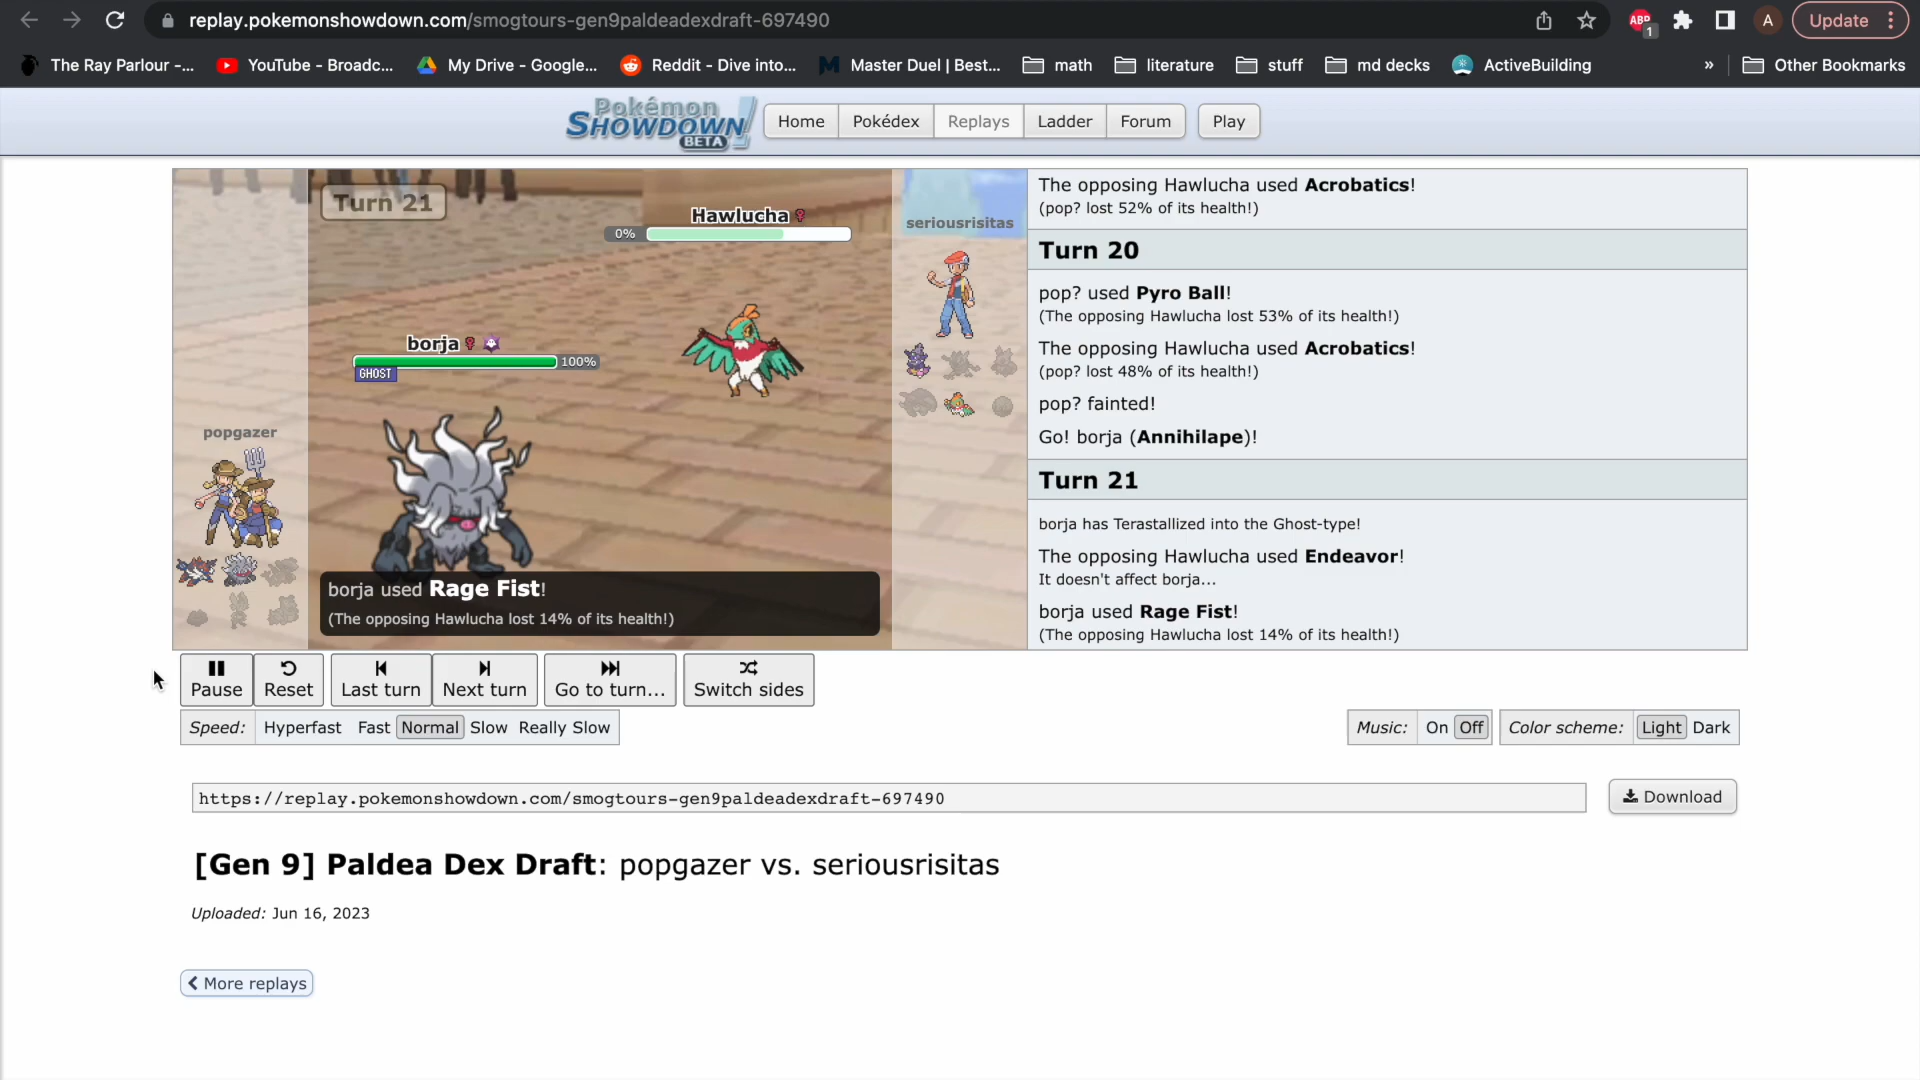 replay.pokemonshowdown.com/smogtours-gen9paldeadexdraft-697490
ABP 1
A
Update
The Ray Parlour -...
YouTube - Broadc...
My Drive - Google...
Reddit - Dive into...
Master Duel | Best...
math
literature
stuff
md decks
ActiveBuilding
»
Other Bookmarks
Pokémon
SHOWDOWN!
BETA
Home
Pokédex
Replays
Ladder
Forum
Play
Turn 21
Hawlucha
0%
seriousrisitas
borja
100%
GHOST
popgazer
borja used Rage Fist!
(The opposing Hawlucha lost 14% of its health!)
The opposing Hawlucha used Acrobatics!
(pop? lost 52% of its health!)
Turn 20
pop? used Pyro Ball!
(The opposing Hawlucha lost 53% of its health!)
The opposing Hawlucha used Acrobatics!
(pop? lost 48% of its health!)
pop? fainted!
Go! borja (Annihilape)!
Turn 21
borja has Terastallized into the Ghost-type!
The opposing Hawlucha used Endeavor!
It doesn't affect borja...
borja used Rage Fist!
(The opposing Hawlucha lost 14% of its health!)
Pause
Reset
Last turn
Next turn
Go to turn...
Switch sides
Speed: Hyperfast Fast Normal Slow Really Slow
Music: On Off
Color scheme: Light Dark
https://replay.pokemonshowdown.com/smogtours-gen9paldeadexdraft-697490
Download
[Gen 9] Paldea Dex Draft: popgazer vs. seriousrisitas
Uploaded: Jun 16, 2023
More replays